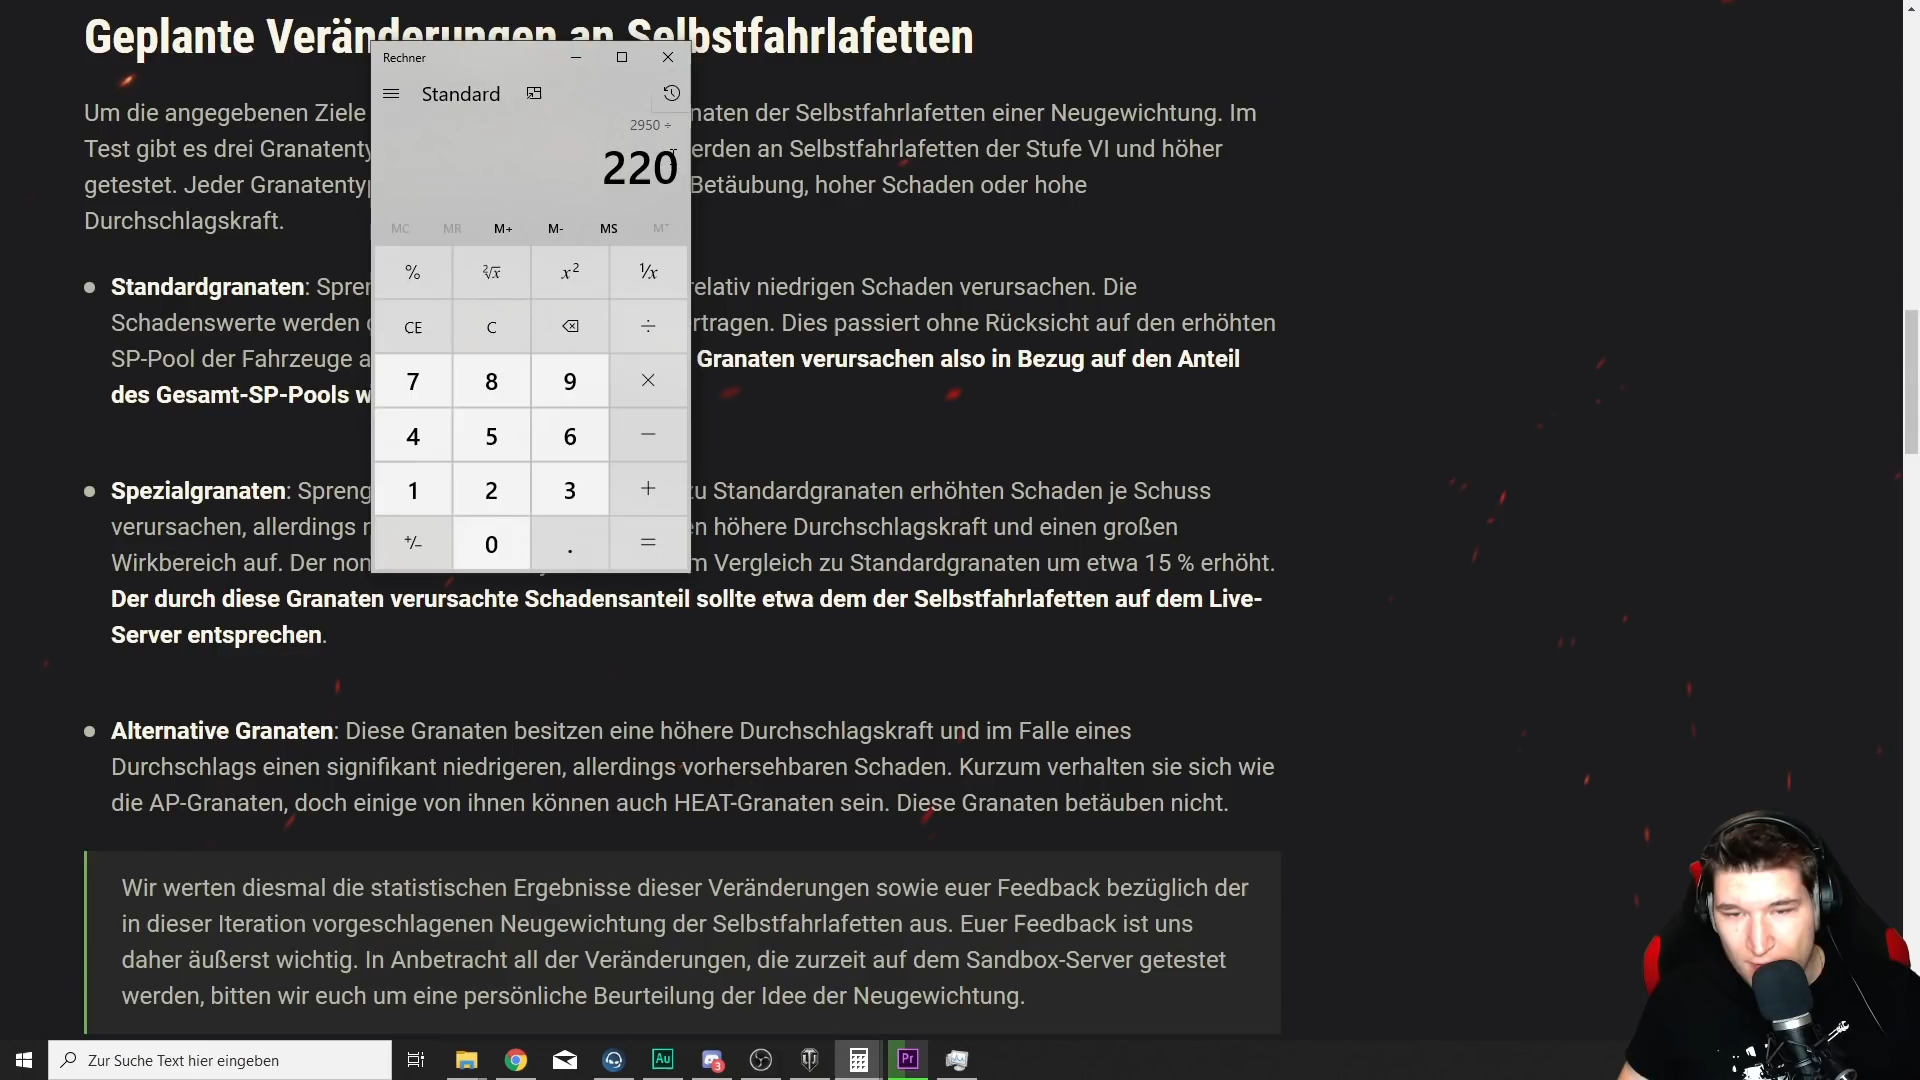 Geplante Veränderungen an Selbstfahrlafetten
Rechner
Standard
2950 ÷
220
MC MR M+ M- MS M˅
% ²√x x² ¹/x
CE C ⌫ ÷
7 8 9 ×
4 5 6 −
1 2 3 +
+/− 0 . =
Um die angegebenen Ziele naten der Selbstfahrlafetten einer Neugewichtung. Im
Test gibt es drei Granatenty erden an Selbstfahrlafetten der Stufe VI und höher
getestet. Jeder Granatentyp Betäubung, hoher Schaden oder hohe
Durchschlagskraft.
Standardgranaten: Spren elativ niedrigen Schaden verursachen. Die
Schadenswerte werden rtragen. Dies passiert ohne Rücksicht auf den erhöhten
SP-Pool der Fahrzeuge a Granaten verursachen also in Bezug auf den Anteil
des Gesamt-SP-Pools w
Spezialgranaten: Spreng zu Standardgranaten erhöhten Schaden je Schuss
verursachen, allerdings en höhere Durchschlagskraft und einen großen
Wirkbereich auf. Der nom m Vergleich zu Standardgranaten um etwa 15 % erhöht.
Der durch diese Granaten verursachte Schadensanteil sollte etwa dem der Selbstfahrlafetten auf dem Live-
Server entsprechen.
Alternative Granaten: Diese Granaten besitzen eine höhere Durchschlagskraft und im Falle eines
Durchschlags einen signifikant niedrigeren, allerdings vorhersehbaren Schaden. Kurzum verhalten sie sich wie
die AP-Granaten, doch einige von ihnen können auch HEAT-Granaten sein. Diese Granaten betäuben nicht.
Wir werten diesmal die statistischen Ergebnisse dieser Veränderungen sowie euer Feedback bezüglich der
in dieser Iteration vorgeschlagenen Neugewichtung der Selbstfahrlafetten aus. Euer Feedback ist uns
daher äußerst wichtig. In Anbetracht all der Veränderungen, die zurzeit auf dem Sandbox-Server getestet
werden, bitten wir euch um eine persönliche Beurteilung der Idee der Neugewichtung.
Zur Suche Text hier eingeben
Au
3
Pr